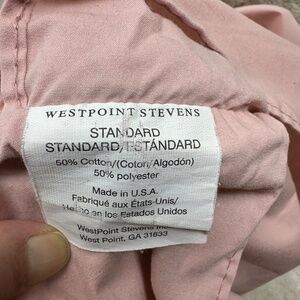 WESTPOINT STEVENS
STANDARD
STANDARD/ESTÁNDARD
50% Cotton/(Coton/Algodón)
50% polyester
Made in U.S.A.
Fabriqué aux États-Unis/
en los Estados Unidos
WestPoint Stevens Inc.
West Point, GA 31833